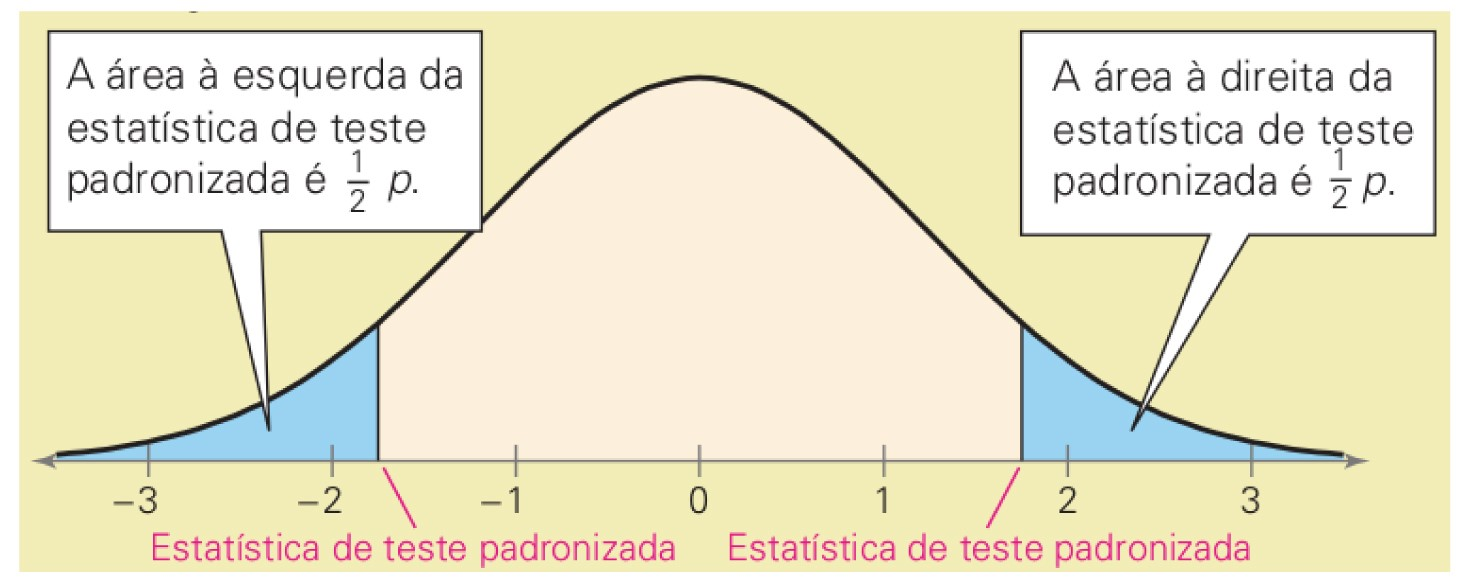 A área à esquerda da
estatística de teste
padronizada é 1/2 p.
A área à direita da
estatística de teste
padronizada é 1/2 p.
−3 −2 −1 0 1 2 3
Estatística de teste padronizada Estatística de teste padronizada